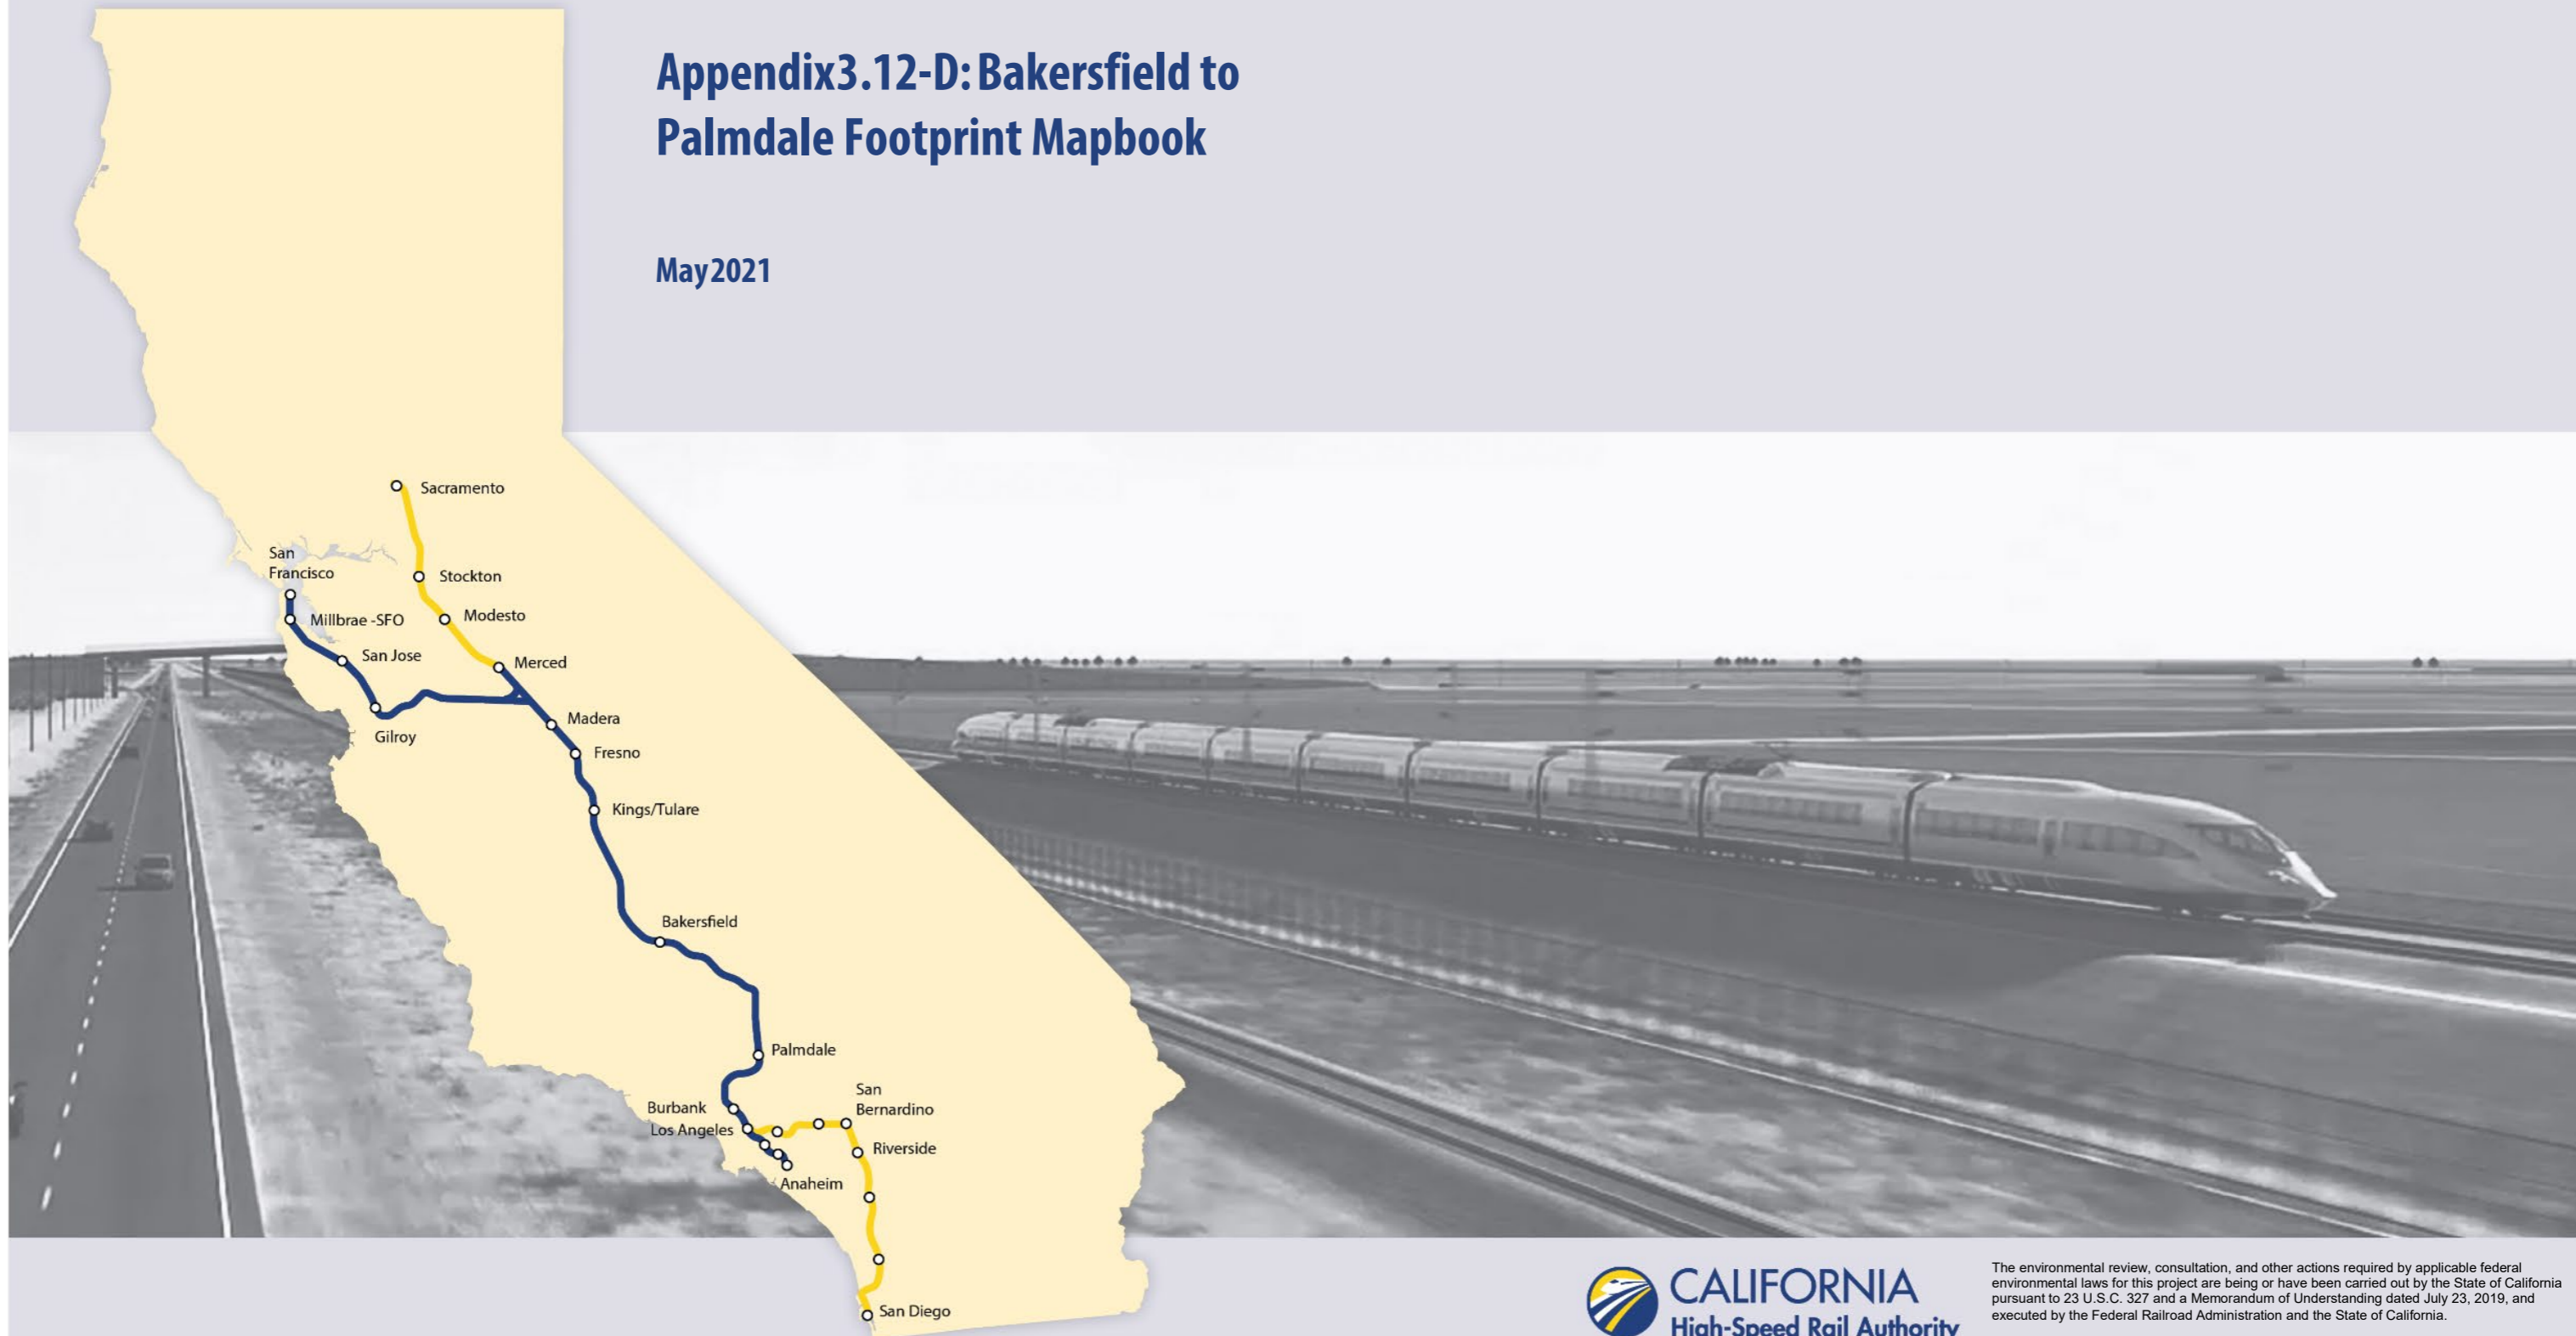 Appendix3.12-D: Bakersfield to
Palmdale Footprint Mapbook
May2021
Sacramento
San
Francisco
Stockton
Millbrae -SFO
Modesto
San Jose
Merced
Gilroy
Madera
Fresno
Kings/Tulare
Bakersfield
Palmdale
San
Bernardino
Burbank
Los Angeles
Riverside
Anaheim
San Diego
CALIFORNIA
High-Speed Rail Authority
The environmental review, consultation, and other actions required by applicable federal
environmental laws for this project are being or have been carried out by the State of California
pursuant to 23 U.S.C. 327 and a Memorandum of Understanding dated July 23, 2019, and
executed by the Federal Railroad Administration and the State of California.